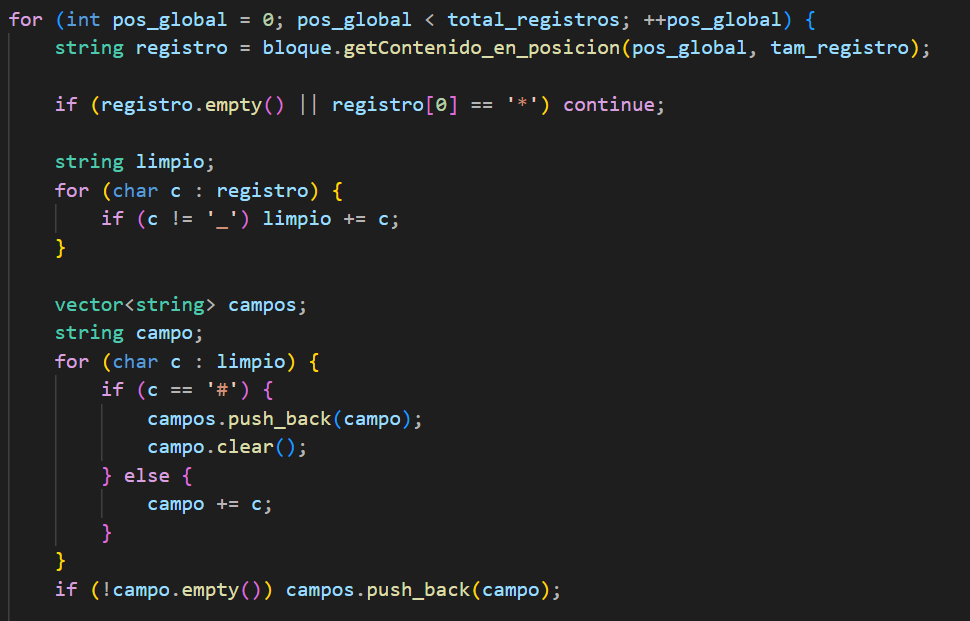 for (int pos_global = 0; pos_global < total_registros; ++pos_global) {
    string registro = bloque.getContenido_en_posicion(pos_global, tam_registro);

    if (registro.empty() || registro[0] == '*') continue;

    string limpio;
    for (char c : registro) {
        if (c != '_') limpio += c;
    }

    vector<string> campos;
    string campo;
    for (char c : limpio) {
        if (c == '#') {
            campos.push_back(campo);
            campo.clear();
        } else {
            campo += c;
        }
    }
    if (!campo.empty()) campos.push_back(campo);